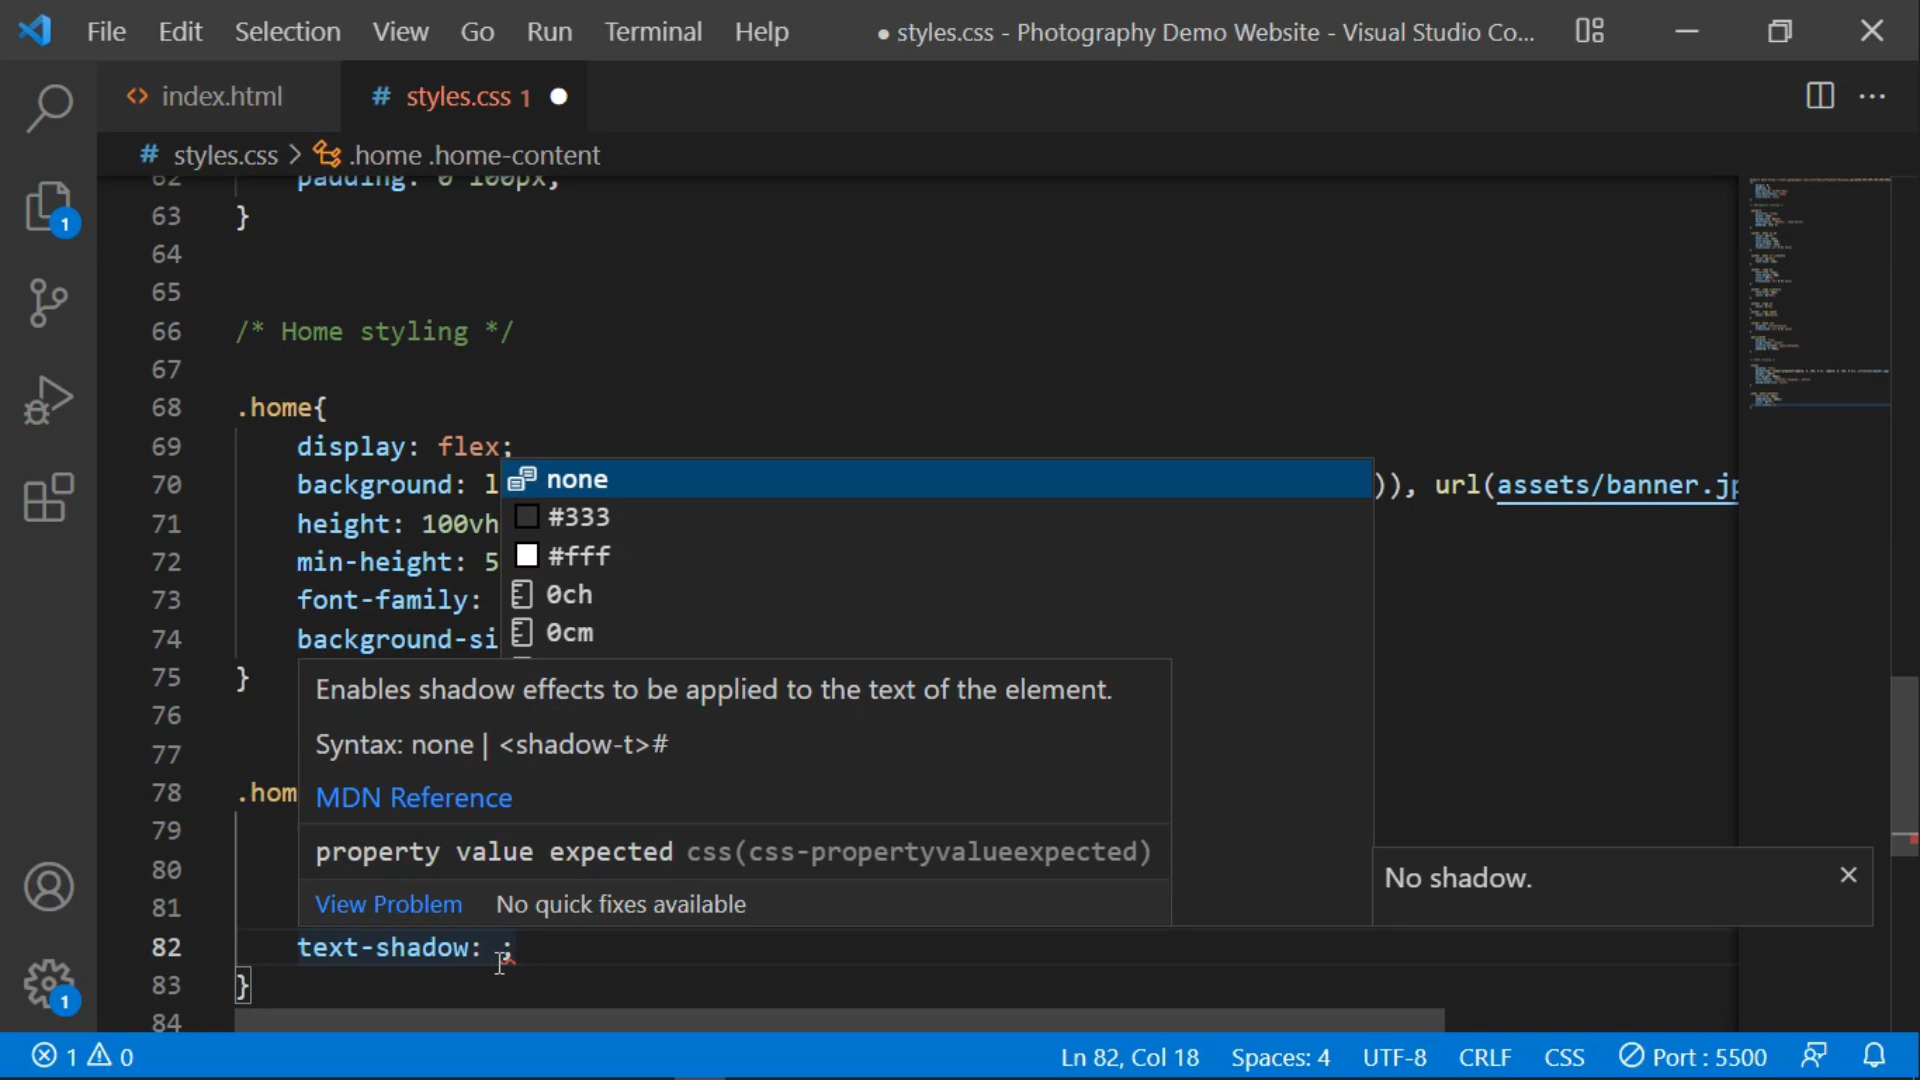 File Edit Selection View Go Run Terminal Help ● styles.css - Photography Demo Website - Visual Studio Co...
<> index.html # styles.css 1 ●
# styles.css > .home .home-content
62 padding: 0 100px;
63 }
64
65
66 /* Home styling */
67
68 .home{
69 display: flex;
70 background: l )), url(assets/banner.jp
71 height: 100vh
72 min-height: 5
73 font-family:
74 background-si
75 }
76
77
78 .hom
79
80
81
82 text-shadow: ;
83 }
84
none
#333
#fff
0ch
0cm
Enables shadow effects to be applied to the text of the element.
Syntax: none | <shadow-t>#
MDN Reference
property value expected css(css-propertyvalueexpected)
View Problem No quick fixes available
No shadow.
1
1
1 0 Ln 82, Col 18 Spaces: 4 UTF-8 CRLF CSS Port : 5500